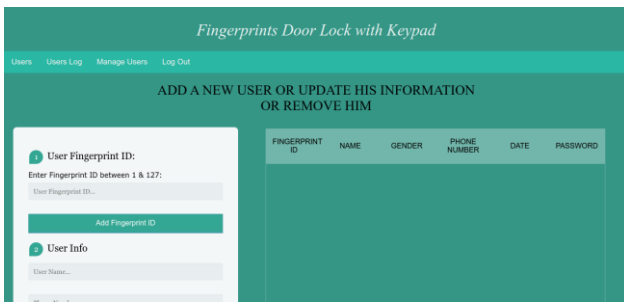 Fingerprints Door Lock with Keypad
Users Users Log Manage Users Log Out
ADD A NEW USER OR UPDATE HIS INFORMATION
OR REMOVE HIM
1 User Fingerprint ID:
Enter Fingerprint ID between 1 & 127:
User Fingerprint ID...
Add Fingerprint ID
2 User Info
User Name...
FINGERPRINT
ID
NAME
GENDER
PHONE
NUMBER
DATE
PASSWORD